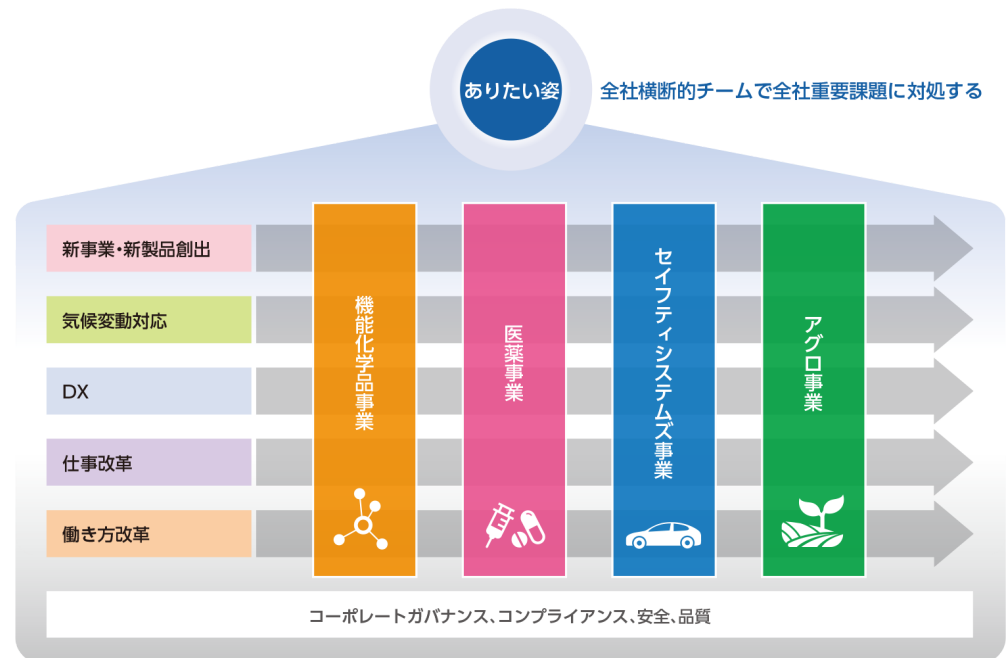 ありたい姿
全社横断的チームで全社重要課題に対処する
新事業・新製品創出
気候変動対応
DX
仕事改革
働き方改革
機能化学品事業
医薬事業
セイフティシステムズ事業
アグロ事業
コーポレートガバナンス、コンプライアンス、安全、品質